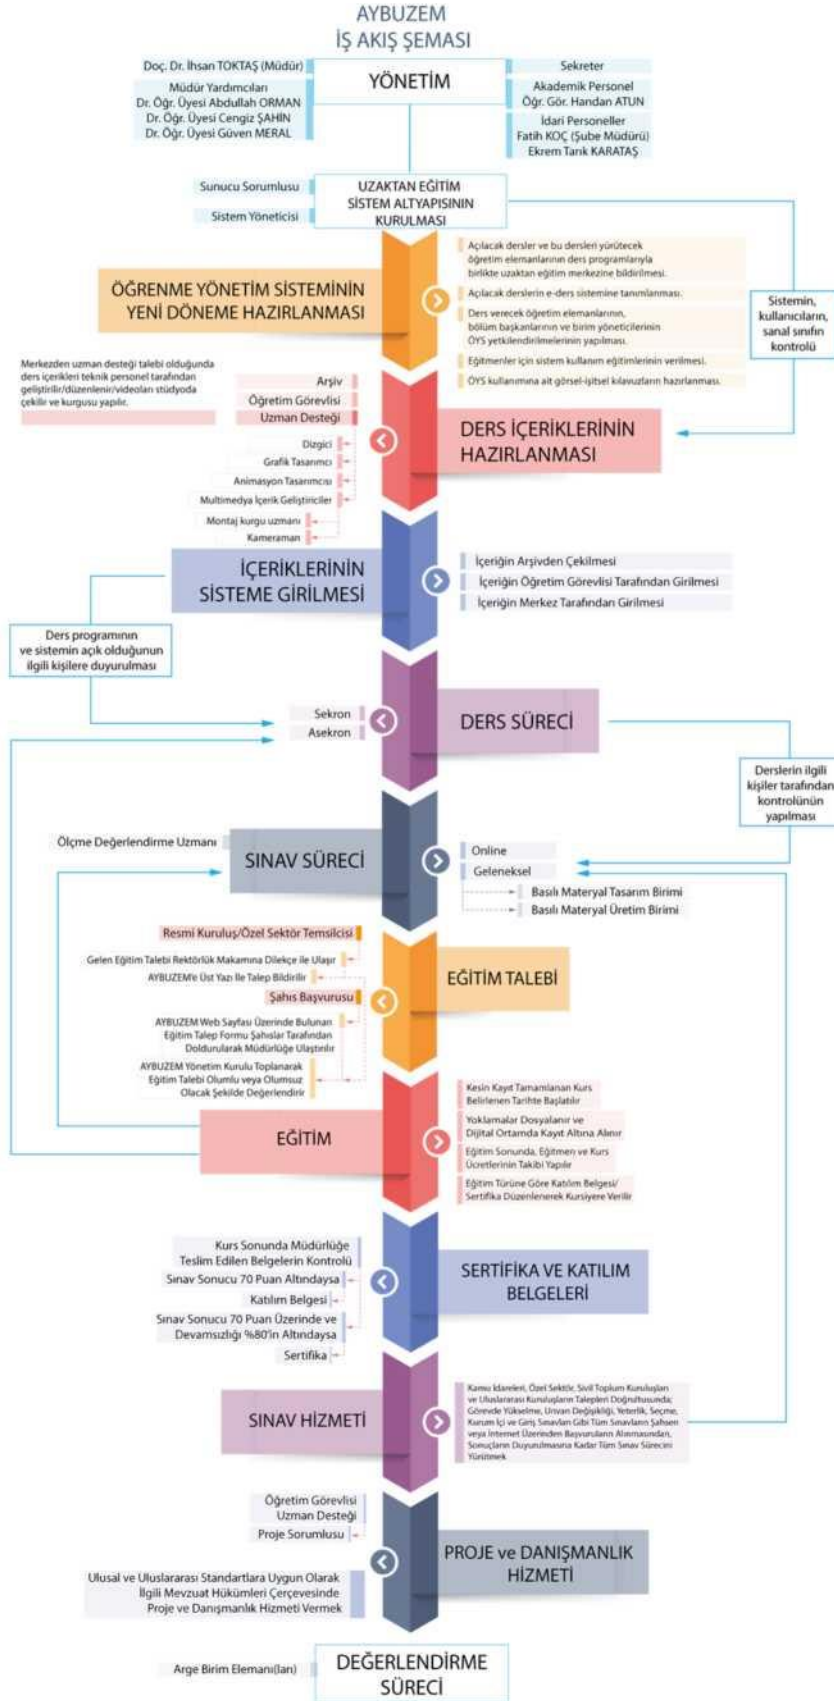 AYBUZEM
İŞ AKIŞ ŞEMASI
Doç. Dr. İhsan TOKTAŞ (Müdür)
Müdür Yardımcıları
Dr. Öğr. Üyesi Abdullah ORMAN
Dr. Öğr. Üyesi Cengiz ŞAHİN
Dr. Öğr. Üyesi Güven MERAL
YÖNETİM
Sekreter
Akademik Personel
Öğr. Gör. Handan ATUN
İdari Personeller
Fatih KOÇ (Şube Müdürü)
Ekrem Tarık KARATAŞ
Sunucu Sorumlusu
Sistem Yöneticisi
UZAKTAN EĞİTİM
SİSTEM ALTYAPISININ
KURULMASI
ÖĞRENME YÖNETİM SİSTEMİNİN
YENİ DÖNEME HAZIRLANMASI
Açılacak dersler ve bu dersleri yürütecek
öğretim elemanlarının ders programlarıyla
birlikte uzaktan eğitim merkezine bildirilmesi.
Açılacak derslerin e-ders sistemine tanımlanması.
Ders verecek öğretim elemanlarının,
bölüm başkanlarının ve birim yöneticilerinin
ÖYS yetkilendirilmelerinin yapılması.
Eğitmenler için sistem kullanım eğitimlerinin verilmesi.
ÖYS kullanımına ait görsel-işitsel kılavuzların hazırlanması.
Sistemin,
kullanıcıların,
sanal sınıfın
kontrolü
Merkezden uzman desteği talebi olduğunda
ders içerikleri teknik personel tarafından
geliştirilir/düzenlenir/videoları stüdyoda
çekilir ve kurgusu yapılır.
Arşiv
Öğretim Görevlisi
Uzman Desteği
Dizgici
Grafik Tasarımcı
Animasyon Tasarımcısı
Multimedya İçerik Geliştiriciler
Montaj kurgu uzmanı
Kameraman
DERS İÇERİKLERİNİN
HAZIRLANMASI
İÇERİKLERİNİN
SİSTEME GİRİLMESİ
İçeriğin Arşivden Çekilmesi
İçeriğin Öğretim Görevlisi Tarafından Girilmesi
İçeriğin Merkez Tarafından Girilmesi
Ders programının
ve sistemin açık olduğunun
ilgili kişilere duyurulması
Sekron
Asekron
DERS SÜRECİ
Derslerin ilgili
kişiler tarafından
kontrolünün
yapılması
Ölçme Değerlendirme Uzmanı
SINAV SÜRECİ
Online
Geleneksel
Basılı Materyal Tasarım Birimi
Basılı Materyal Üretim Birimi
Resmi Kuruluş/Özel Sektör Temsilcisi
Gelen Eğitim Talebi Rektörlük Makamına Dilekçe ile Ulaşır
AYBUZEM'e Üst Yazı İle Talep Bildirilir
Şahıs Başvurusu
AYBUZEM Web Sayfası Üzerinde Bulunan
Eğitim Talep Formu Şahıslar Tarafından
Doldurularak Müdürlüğe Ulaştırılır
AYBUZEM Yönetim Kurulu Toplanarak
Eğitim Talebi Olumlu veya Olumsuz
Olacak Şekilde Değerlendirir
EĞİTİM TALEBİ
EĞİTİM
Kesin Kayıt Tamamlanan Kurs
Belirlenen Tarihte Başlatılır
Yoklamalar Dosyalanır ve
Dijital Ortamda Kayıt Altına Alınır
Eğitim Sonunda, Eğitmen ve Kurs
Ücretlerinin Takibi Yapılır
Eğitim Türüne Göre Katılım Belgesi/
Sertifika Düzenlenerek Kursiyere Verilir
Kurs Sonunda Müdürlüğe
Teslim Edilen Belgelerin Kontrolü
Sınav Sonucu 70 Puan Altındaysa
Katılım Belgesi
Sınav Sonucu 70 Puan Üzerinde ve
Devamsızlığı %80'in Altındaysa
Sertifika
SERTİFİKA VE KATILIM
BELGELERİ
SINAV HİZMETİ
Kamu İdareleri, Özel Sektör, Sivil Toplum Kuruluşları
ve Uluslararası Kuruluşların Talepleri Doğrultusunda;
Görevde Yükselme, Unvan Değişikliği, Yeterlik, Seçme,
Kurum İçi ve Giriş Sınavları Gibi Tüm Sınavların Şahsen
veya İnternet Üzerinden Başvuruların Alınmasından,
Sonuçların Duyurulmasına Kadar Tüm Sınav Sürecini
Yürütmek
Öğretim Görevlisi
Uzman Desteği
Proje Sorumlusu
Ulusal ve Uluslararası Standartlara Uygun Olarak
İlgili Mevzuat Hükümleri Çerçevesinde
Proje ve Danışmanlık Hizmeti Vermek
PROJE ve DANIŞMANLIK
HİZMETİ
Arge Birim Elemanı(ları)
DEĞERLENDİRME
SÜRECİ